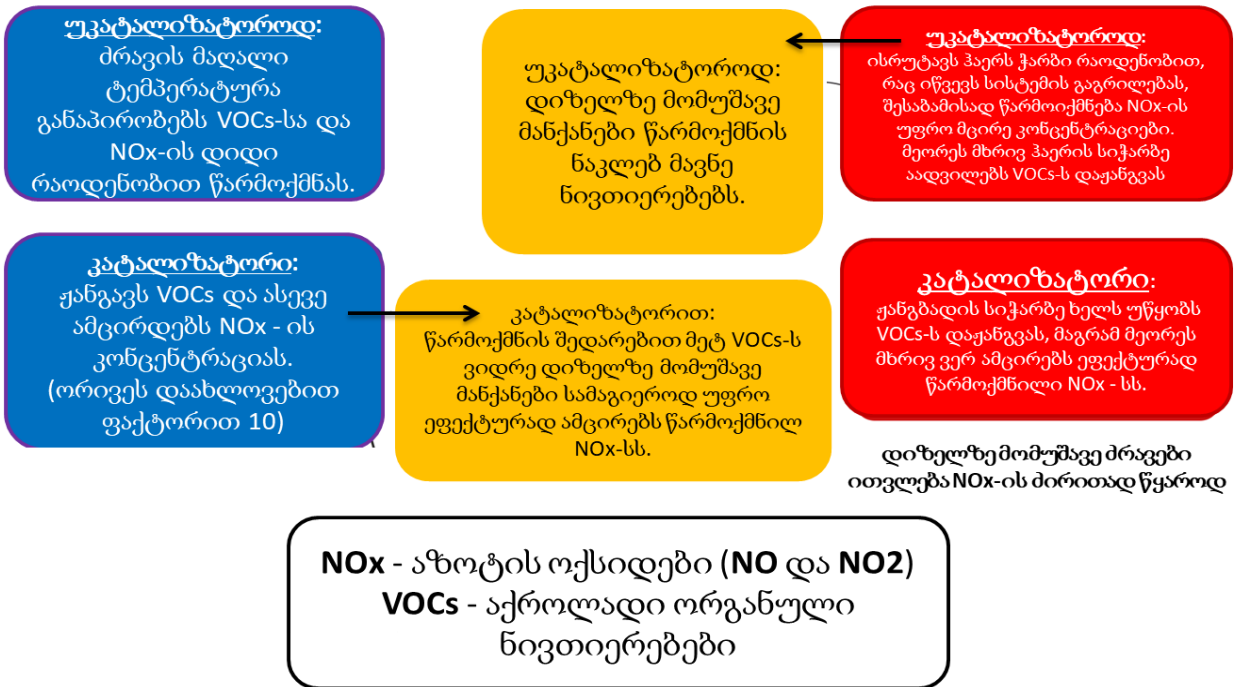 უკატალიზატოროდ:
ძრავის მაღალი
ტემპერატურა
განაპირობებს VOCs-სა და
NOx-ის დიდი
რაოდენობით წარმოქმნას.
კატალიზატორი:
ჟანგავს VOCs და ასევე
ამცირდებს NOx - ის
კონცენტრაციას.
(ორივეს დაახლოვებით
ფაქტორით 10)
უკატალიზატოროდ:
დიზელზე მომუშავე
მანქანები წარმოქმნის
ნაკლებ მავნე
ნივთიერებებს.
კატალიზატორით:
წარმოქმნის შედარებით მეტ VOCs-ს
ვიდრე დიზელზე მომუშავე
მანქანები სამაგიეროდ უფრო
ეფექტურად ამცირებს წარმოქმნილ
NOx-სს.
უკატალიზატოროდ:
ისრუტავს ჰაერს ჭარბი რაოდენობით,
რაც იწვევს სისტემის გაგრილებას,
შესაბამისად წარმოიქმნება NOx-ის
უფრო მცირე კონცენტრაციები.
მეორეს მხრივ ჰაერის სიჭარბე
აადვილებს VOCs-ს დაჟანგვას
კატალიზატორი:
ჟანგბადის სიჭარბე ხელს უწყობს
VOCs-ს დაჟანგვას, მაგრამ მეორეს
მხრივ ვერ ამცირებს ეფექტურად
წარმოქმნილი NOx - სს.
დიზელზე მომუშავე ძრავები
ითვლება NOx-ის ძირითად წყაროდ
NOx - აზოტის ოქსიდები (NO და NO2)
VOCs - აქროლადი ორგანული
ნივთიერებები